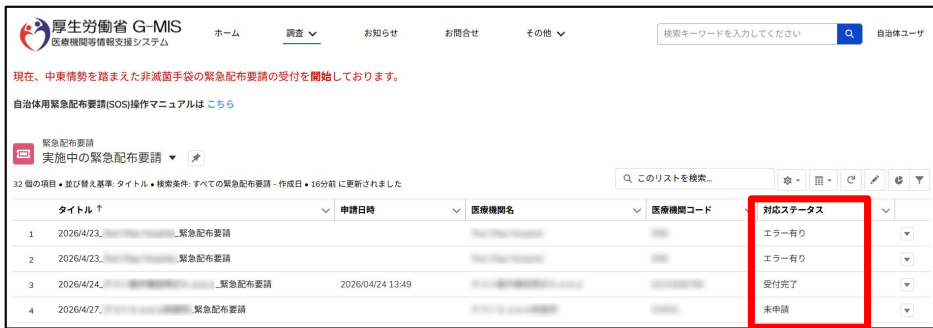 厚生労働省 G-MIS
医療機関等情報支援システム
ホーム
調査
お知らせ
お問合せ
その他
検索キーワードを入力してください
自治体ユーザ
現在、中東情勢を踏まえた非滅菌手袋の緊急配布要請の受付を開始しております。
自治体用緊急配布要請(SOS)操作マニュアルは こちら
緊急配布要請
実施中の緊急配布要請
32 個の項目 • 並び替え基準: タイトル • 検索条件: すべての緊急配布要請 - 作成日 • 16分前 に更新されました
このリストを検索...
タイトル ↑ 申請日時 医療機関名 医療機関コード 対応ステータス
1 2026/4/23_ _緊急配布要請 エラー有り
2 2026/4/23_ _緊急配布要請 エラー有り
3 2026/4/24_ _緊急配布要請 2026/04/24 13:49 受付完了
4 2026/4/27_ _緊急配布要請 未申請